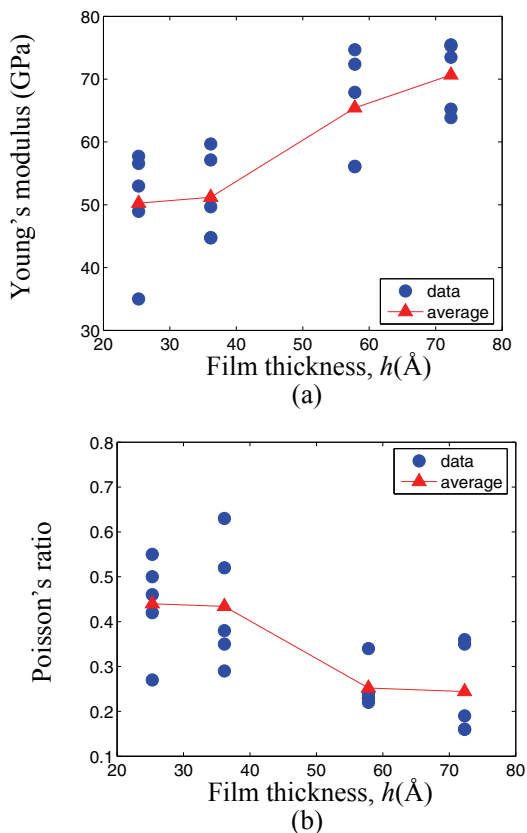 80
70
60
50
40
30
Young's modulus (GPa)
data
average
20 30 40 50 60 70 80
Film thickness, h(Å)
(a)
0.8
0.7
0.6
0.5
0.4
0.3
0.2
0.1
Poisson's ratio
data
average
20 30 40 50 60 70 80
Film thickness, h(Å)
(b)